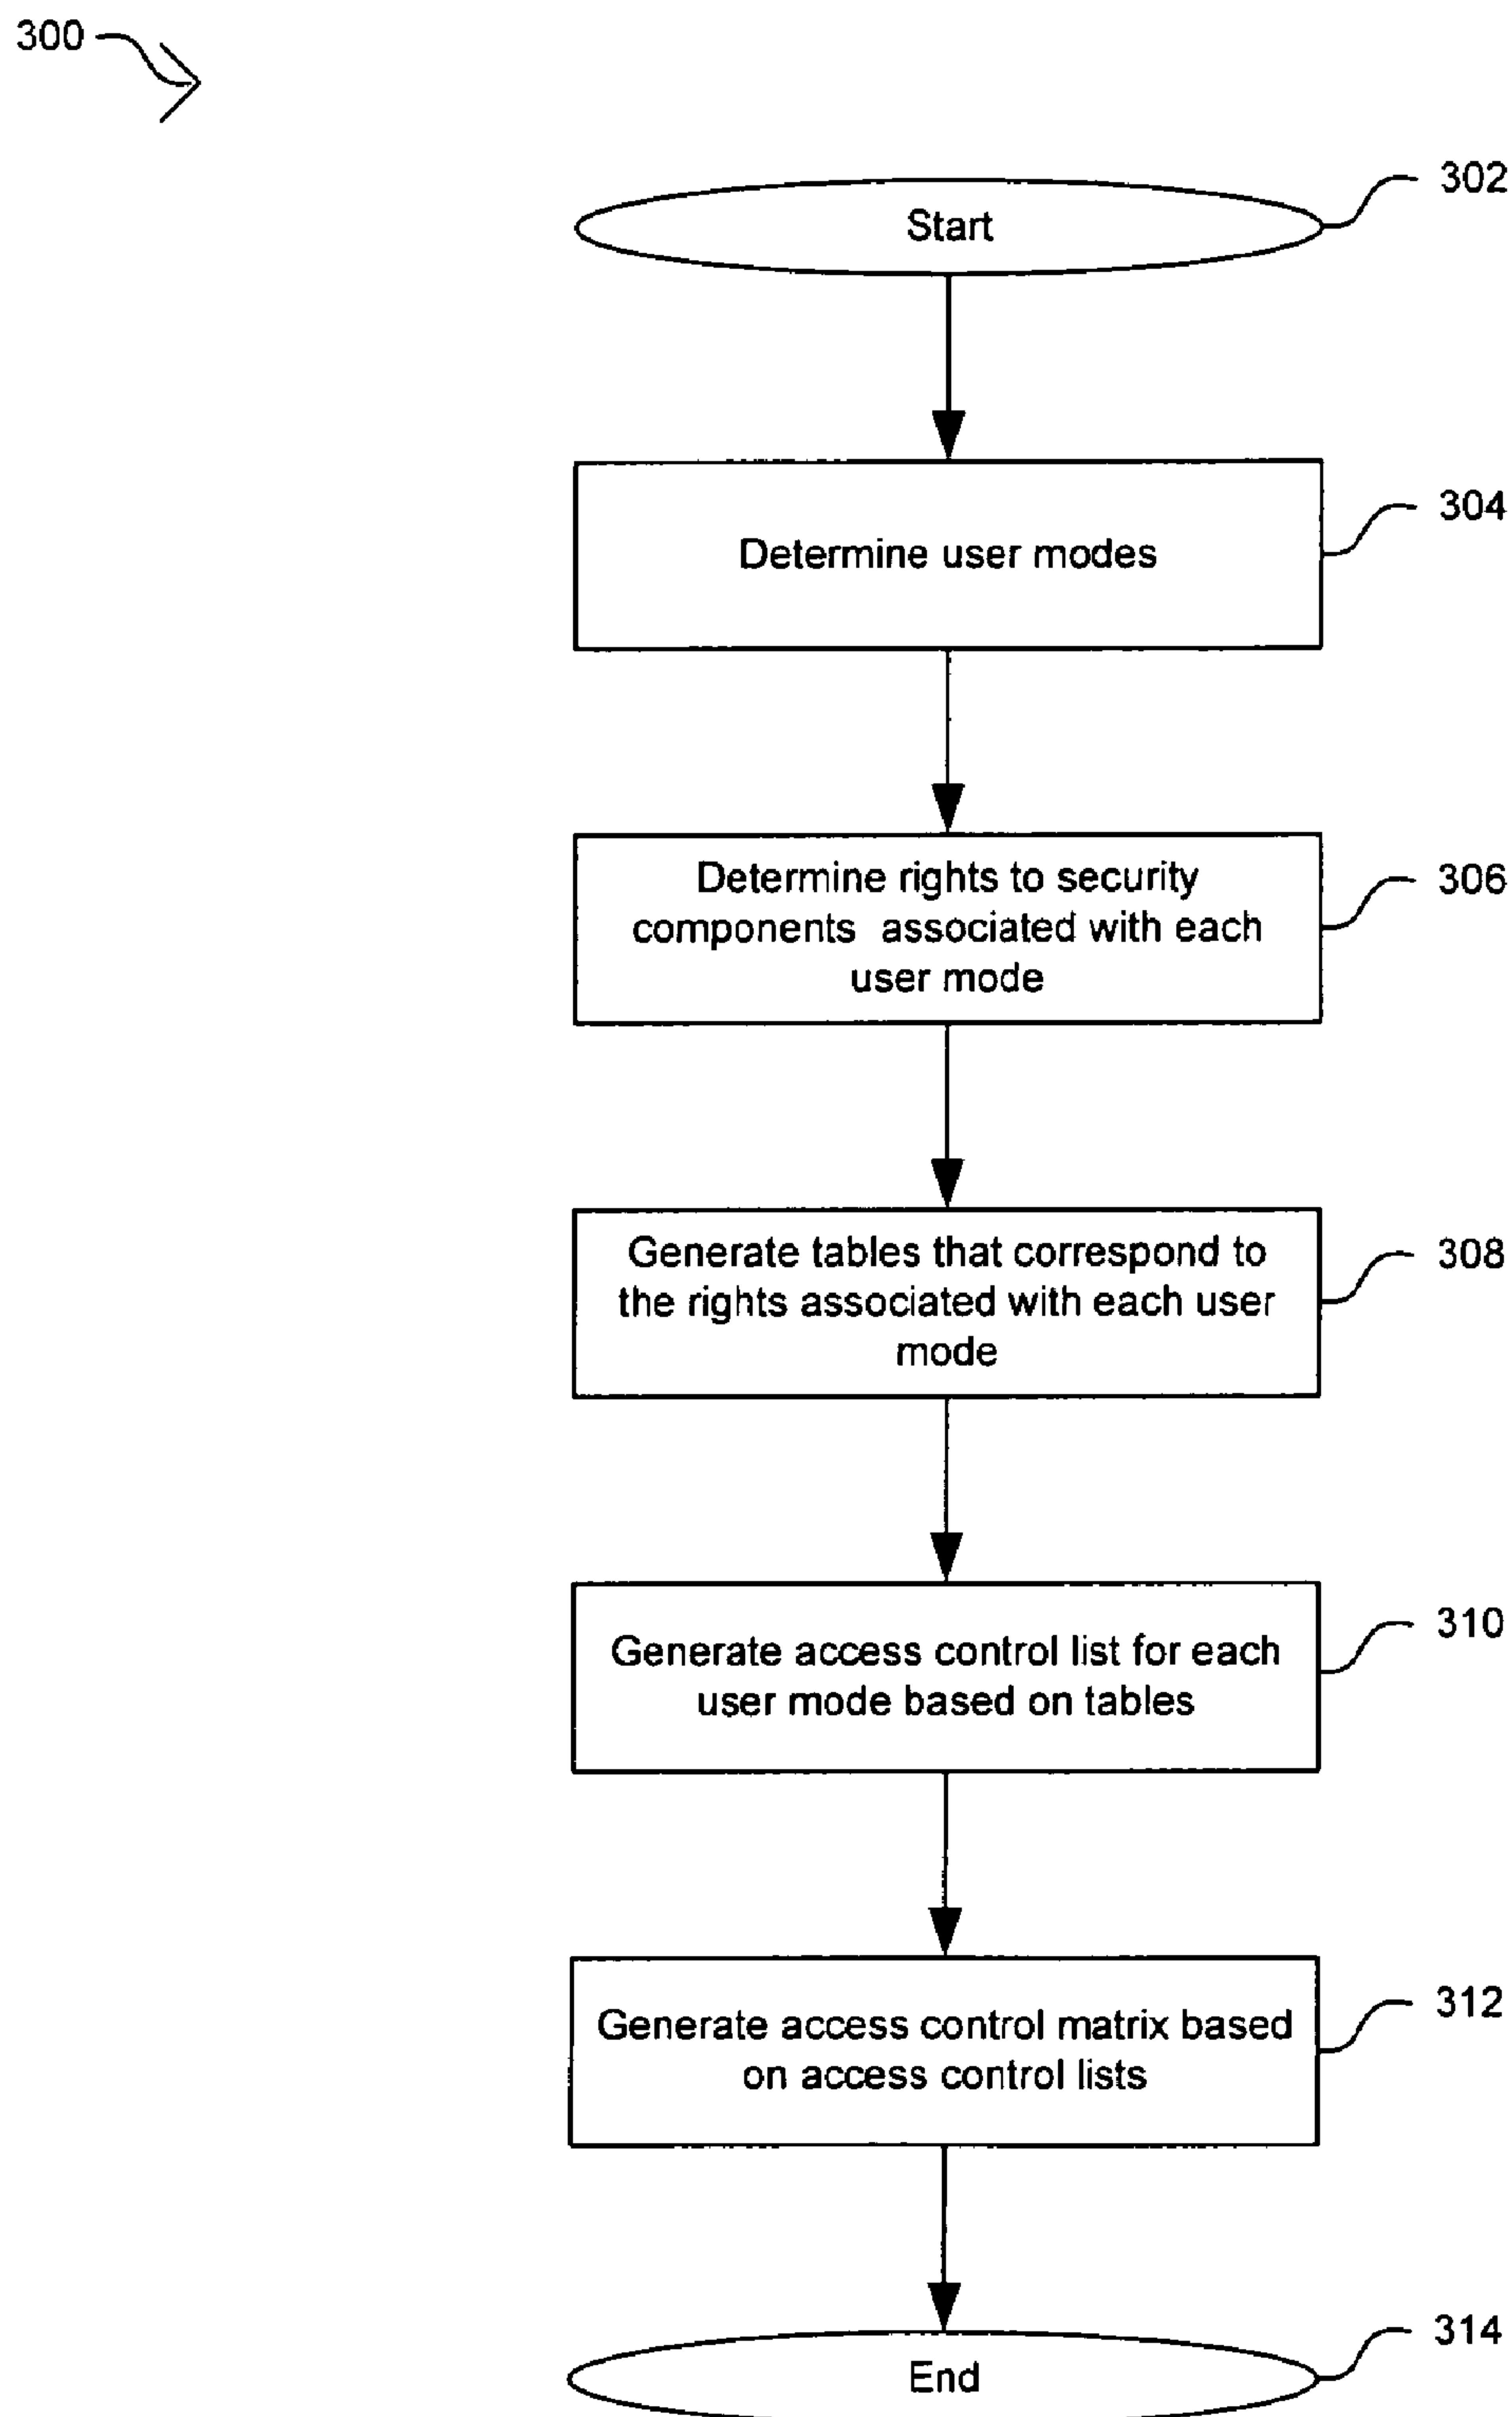 300
302
Start
304
Determine user modes
306
Determine rights to security
components associated with each
user mode
308
Generate tables that correspond to
the rights associated with each user
mode
310
Generate access control list for each
user mode based on tables
312
Generate access control matrix based
on access control lists
314
End